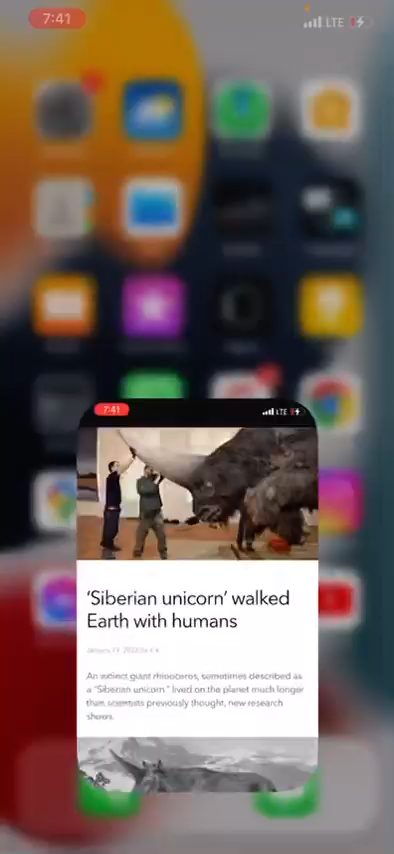 7:41
LTE
7:41
LTE
‘Siberian unicorn’ walked
Earth with humans
An extinct giant rhinoceros, sometimes described as
a “Siberian unicorn,” lived on the planet much longer
than scientists previously thought, new research
shows.